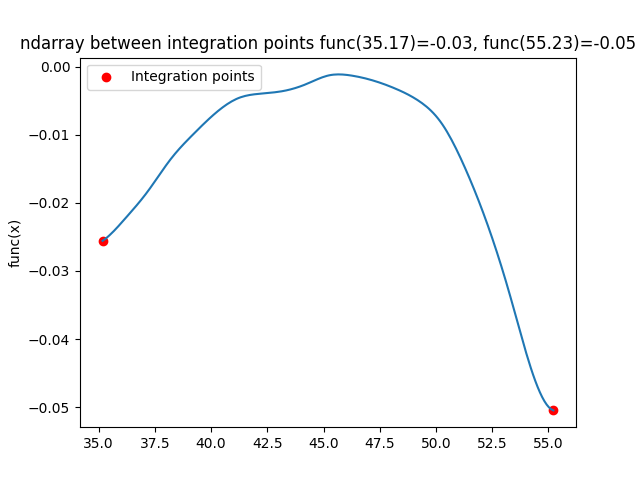 ndarray between integration points func(35.17)=-0.03, func(55.23)=-0.05
Integration points
0.00
−0.01
−0.02
−0.03
−0.04
−0.05
func(x)
35.0 37.5 40.0 42.5 45.0 47.5 50.0 52.5 55.0